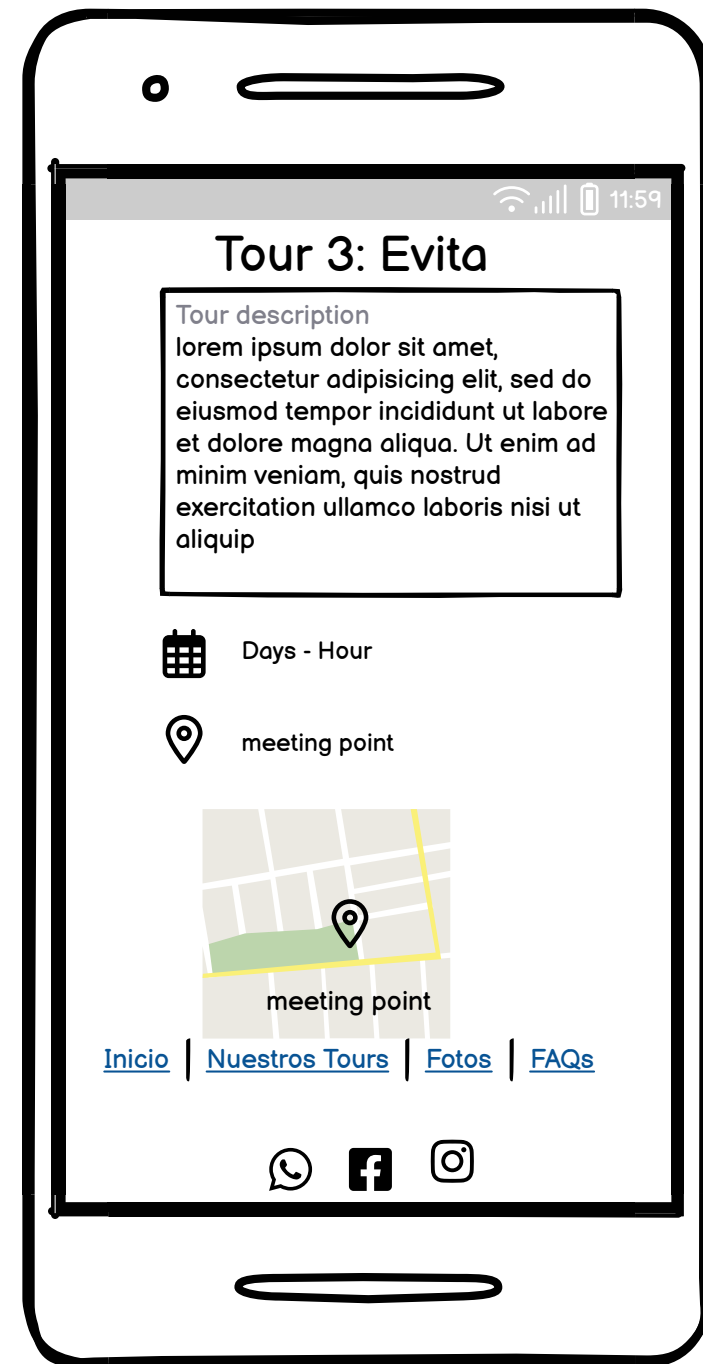 11:59
Tour 3: Evita
Tour description
lorem ipsum dolor sit amet,
consectetur adipisicing elit, sed do
eiusmod tempor incididunt ut labore
et dolore magna aliqua. Ut enim ad
minim veniam, quis nostrud
exercitation ullamco laboris nisi ut
aliquip
Days - Hour
meeting point
meeting point
Inicio | Nuestros Tours | Fotos | FAQs